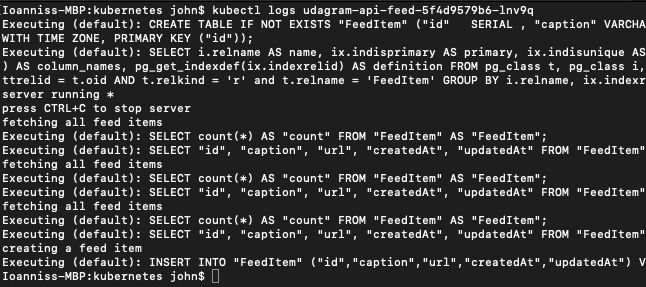 Ioanniss-MBP:kubernetes john$ kubectl logs udagram-api-feed-5f4d9579b6-lnv9q
Executing (default): CREATE TABLE IF NOT EXISTS "FeedItem" ("id"   SERIAL , "caption" VARCHA
WITH TIME ZONE, PRIMARY KEY ("id"));
Executing (default): SELECT i.relname AS name, ix.indisprimary AS primary, ix.indisunique AS
) AS column_names, pg_get_indexdef(ix.indexrelid) AS definition FROM pg_class t, pg_class i,
ttrelid = t.oid AND t.relkind = 'r' and t.relname = 'FeedItem' GROUP BY i.relname, ix.indexr
server running *
press CTRL+C to stop server
fetching all feed items
Executing (default): SELECT count(*) AS "count" FROM "FeedItem" AS "FeedItem";
Executing (default): SELECT "id", "caption", "url", "createdAt", "updatedAt" FROM "FeedItem"
fetching all feed items
Executing (default): SELECT count(*) AS "count" FROM "FeedItem" AS "FeedItem";
Executing (default): SELECT "id", "caption", "url", "createdAt", "updatedAt" FROM "FeedItem"
fetching all feed items
Executing (default): SELECT count(*) AS "count" FROM "FeedItem" AS "FeedItem";
Executing (default): SELECT "id", "caption", "url", "createdAt", "updatedAt" FROM "FeedItem"
creating a feed item
Executing (default): INSERT INTO "FeedItem" ("id","caption","url","createdAt","updatedAt") V
Ioanniss-MBP:kubernetes john$